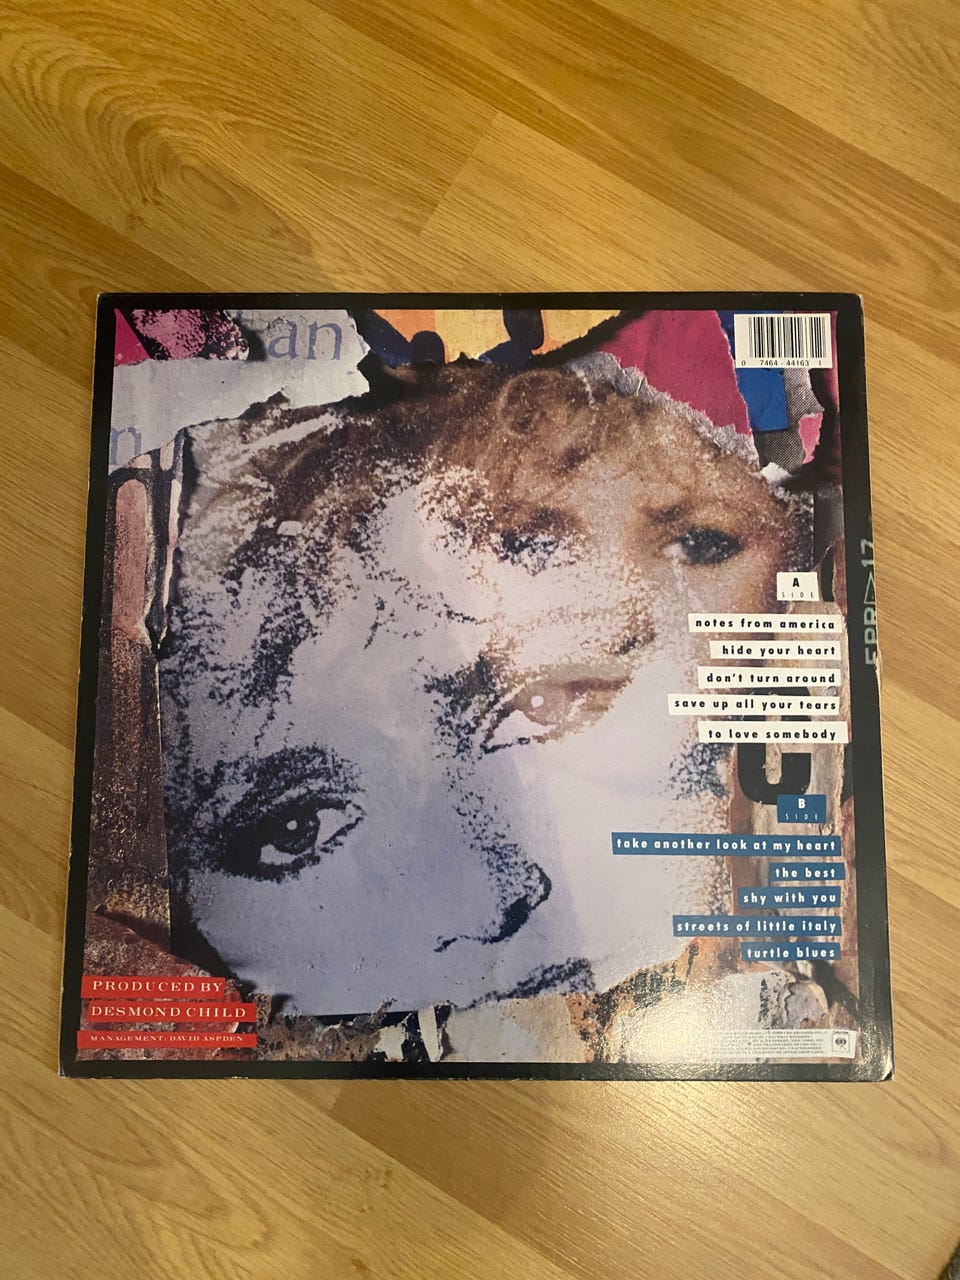 an
n
0 7464-44163 1
A
SIDE
notes from america
hide your heart
don't turn around
save up all your tears
to love somebody
B
SIDE
take another look at my heart
the best
shy with you
streets of little italy
turtle blues
PRODUCED BY
DESMOND CHILD
MANAGEMENT: DAVID ASPDEN